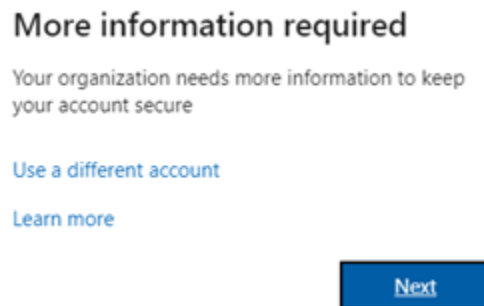 More information required
Your organization needs more information to keep
your account secure
Use a different account
Learn more
Next